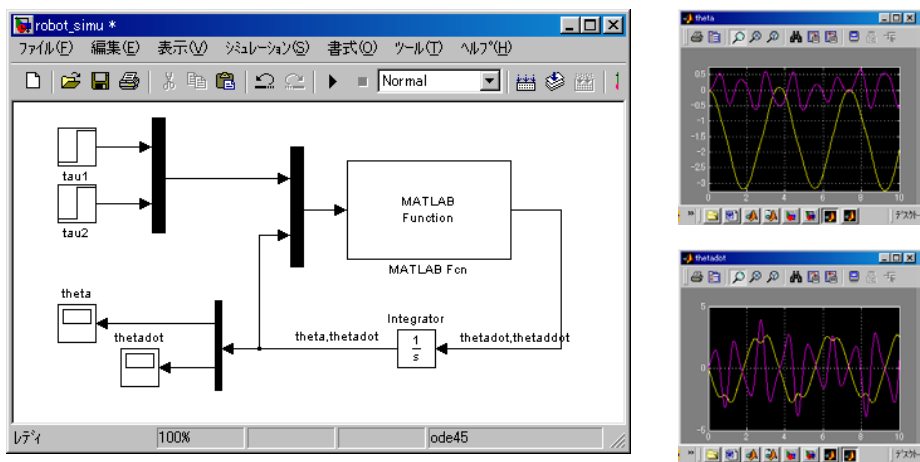 robot_simu *
ファイル(F) 編集(E) 表示(V) シミュレーション(S) 書式(O) ツール(T) ヘルプ(H)
Normal
tau1
tau2
MATLAB
Function
MATLAB Fcn
theta
thetadot
theta,thetadot
Integrator
1
s
thetadot,thetaddot
レディ 100% ode45
theta
0.5
0
-0.5
-1
-1.5
-2
-2.5
-3
0 2 4 6 8 10
»
thetadot
5
0
-5
0 2 4 6 8 10
»